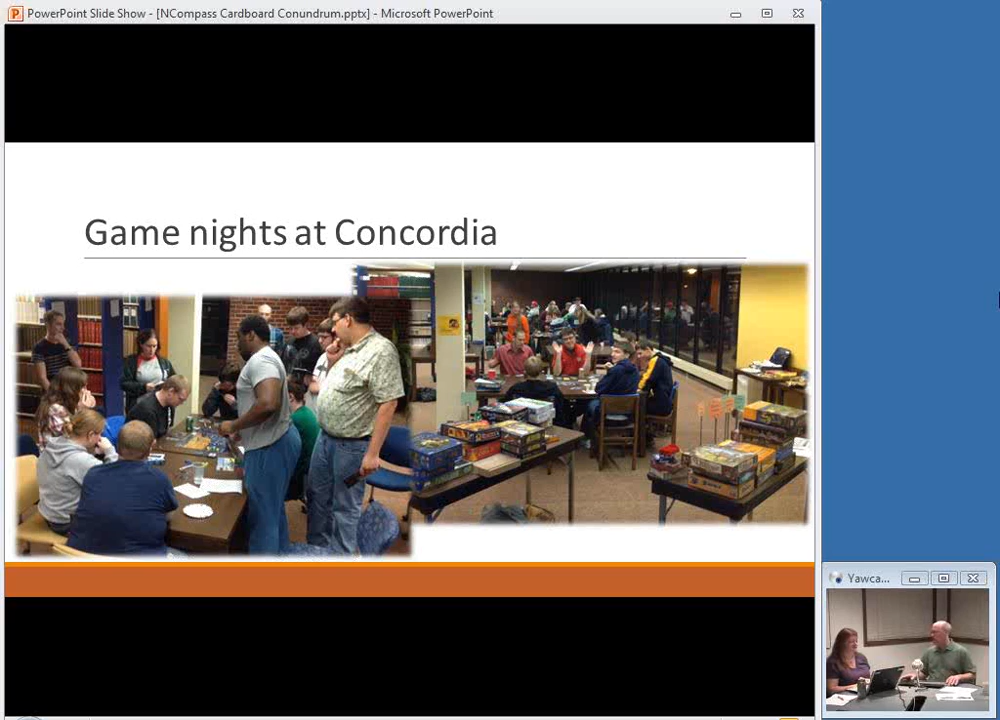 PowerPoint Slide Show - [NCompass Cardboard Conundrum.pptx] - Microsoft PowerPoint
Game nights at Concordia
Yawca...